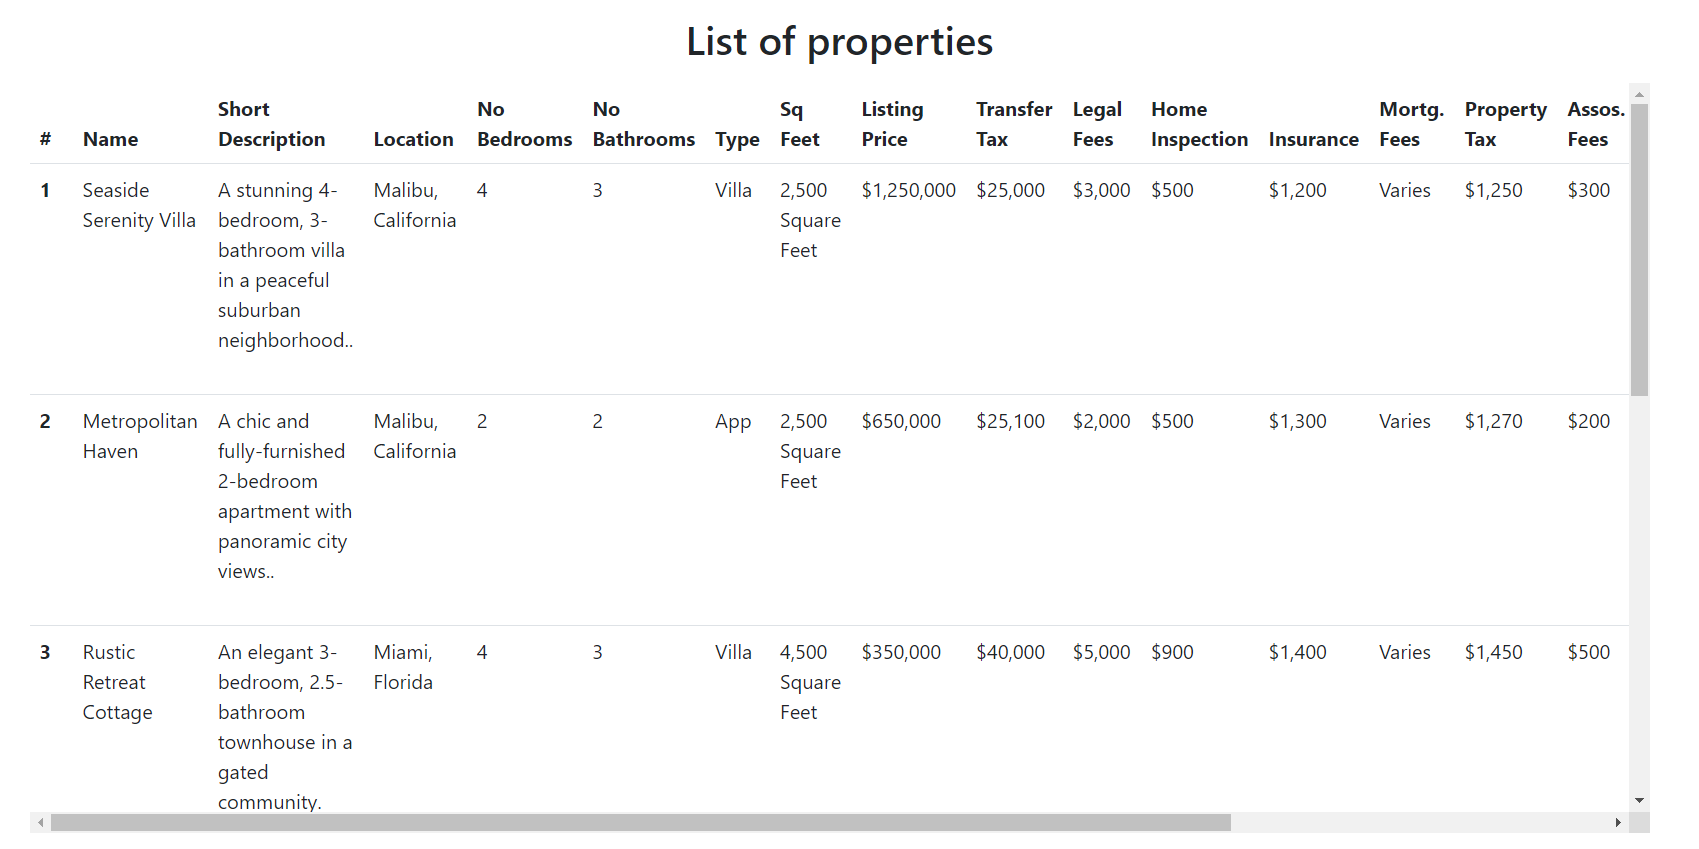 List of properties
# Name Short Description Location No Bedrooms No Bathrooms Type Sq Feet Listing Price Transfer Tax Legal Fees Home Inspection Insurance Mortg. Fees Property Tax Assos. Fees
1 Seaside Serenity Villa A stunning 4-bedroom, 3-bathroom villa in a peaceful suburban neighborhood.. Malibu, California 4 3 Villa 2,500 Square Feet $1,250,000 $25,000 $3,000 $500 $1,200 Varies $1,250 $300
2 Metropolitan Haven A chic and fully-furnished 2-bedroom apartment with panoramic city views.. Malibu, California 2 2 App 2,500 Square Feet $650,000 $25,100 $2,000 $500 $1,300 Varies $1,270 $200
3 Rustic Retreat Cottage An elegant 3-bedroom, 2.5-bathroom townhouse in a gated community. Miami, Florida 4 3 Villa 4,500 Square Feet $350,000 $40,000 $5,000 $900 $1,400 Varies $1,450 $500